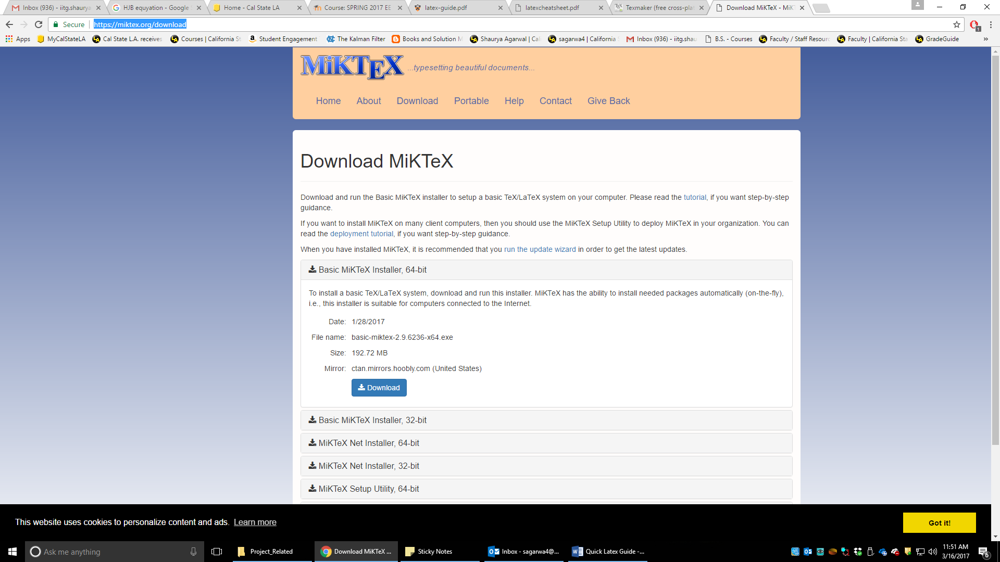 Inbox (936) - iitg.shaurya
HJB equyation - Google
Home - Cal State LA
Course: SPRING 2017 EE
latex-guide.pdf
latexcheatsheet.pdf
Texmaker (free cross-plat
Download MiKTeX - MiKT
Secure
https://miktex.org/download
1
Apps
MyCalStateLA
Cal State L.A. receives
Courses | California St
Student Engagement
The Kalman Filter
Books and Solution M
Shaurya Agarwal | Cal
sagarwa4 | California
Inbox (936) - iitg.shau
B.S. - Courses
Faculty / Staff Resourc
Faculty | California Sta
GradeGuide
»
MiKTeX ...typesetting beautiful documents...
Home About Download Portable Help Contact Give Back
Download MiKTeX
Download and run the Basic MiKTeX installer to setup a basic TeX/LaTeX system on your computer. Please read the tutorial, if you want step-by-step
guidance.
If you want to install MiKTeX on many client computers, then you should use the MiKTeX Setup Utility to deploy MiKTeX in your organization. You can
read the deployment tutorial, if you want step-by-step guidance.
When you have installed MiKTeX, it is recommended that you run the update wizard in order to get the latest updates.
Basic MiKTeX Installer, 64-bit
To install a basic TeX/LaTeX system, download and run this installer. MiKTeX has the ability to install needed packages automatically (on-the-fly),
i.e., this installer is suitable for computers connected to the Internet.
Date: 1/28/2017
File name: basic-miktex-2.9.6236-x64.exe
Size: 192.72 MB
Mirror: ctan.mirrors.hoobly.com (United States)
Download
Basic MiKTeX Installer, 32-bit
MiKTeX Net Installer, 64-bit
MiKTeX Net Installer, 32-bit
MiKTeX Setup Utility, 64-bit
This website uses cookies to personalize content and ads. Learn more
Got it!
Ask me anything
Project_Related
Download MiKTeX ...
Sticky Notes
Inbox - sagarwa4@...
Quick Latex Guide -...
11:51 AM
3/16/2017
6